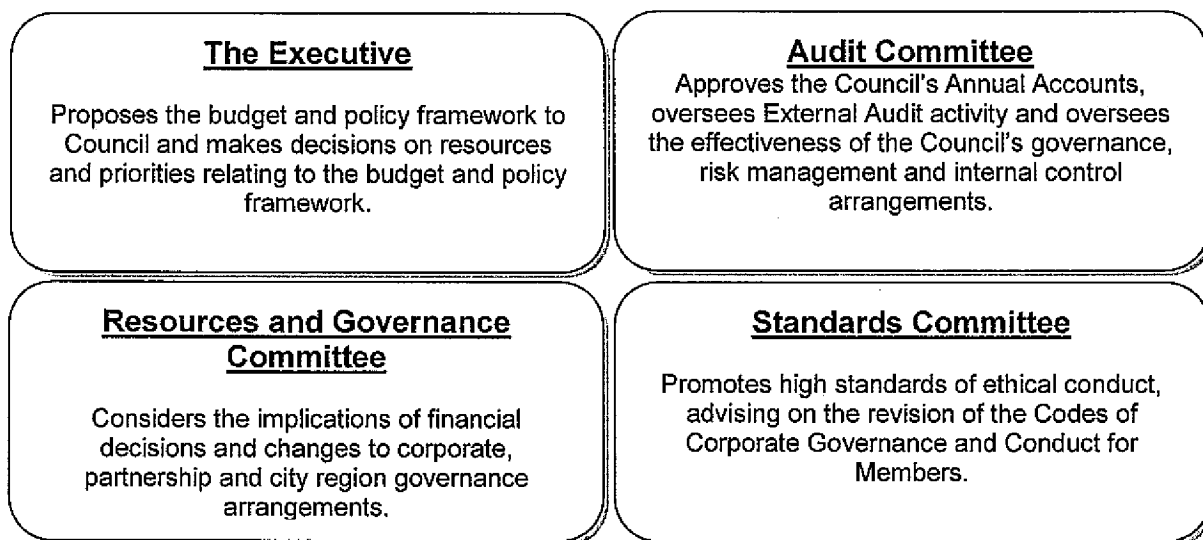 The Executive
Proposes the budget and policy framework to
Council and makes decisions on resources
and priorities relating to the budget and policy
framework.
Audit Committee
Approves the Council's Annual Accounts,
oversees External Audit activity and oversees
the effectiveness of the Council's governance,
risk management and internal control
arrangements.
Resources and Governance
Committee
Considers the implications of financial
decisions and changes to corporate,
partnership and city region governance
arrangements.
Standards Committee
Promotes high standards of ethical conduct,
advising on the revision of the Codes of
Corporate Governance and Conduct for
Members.